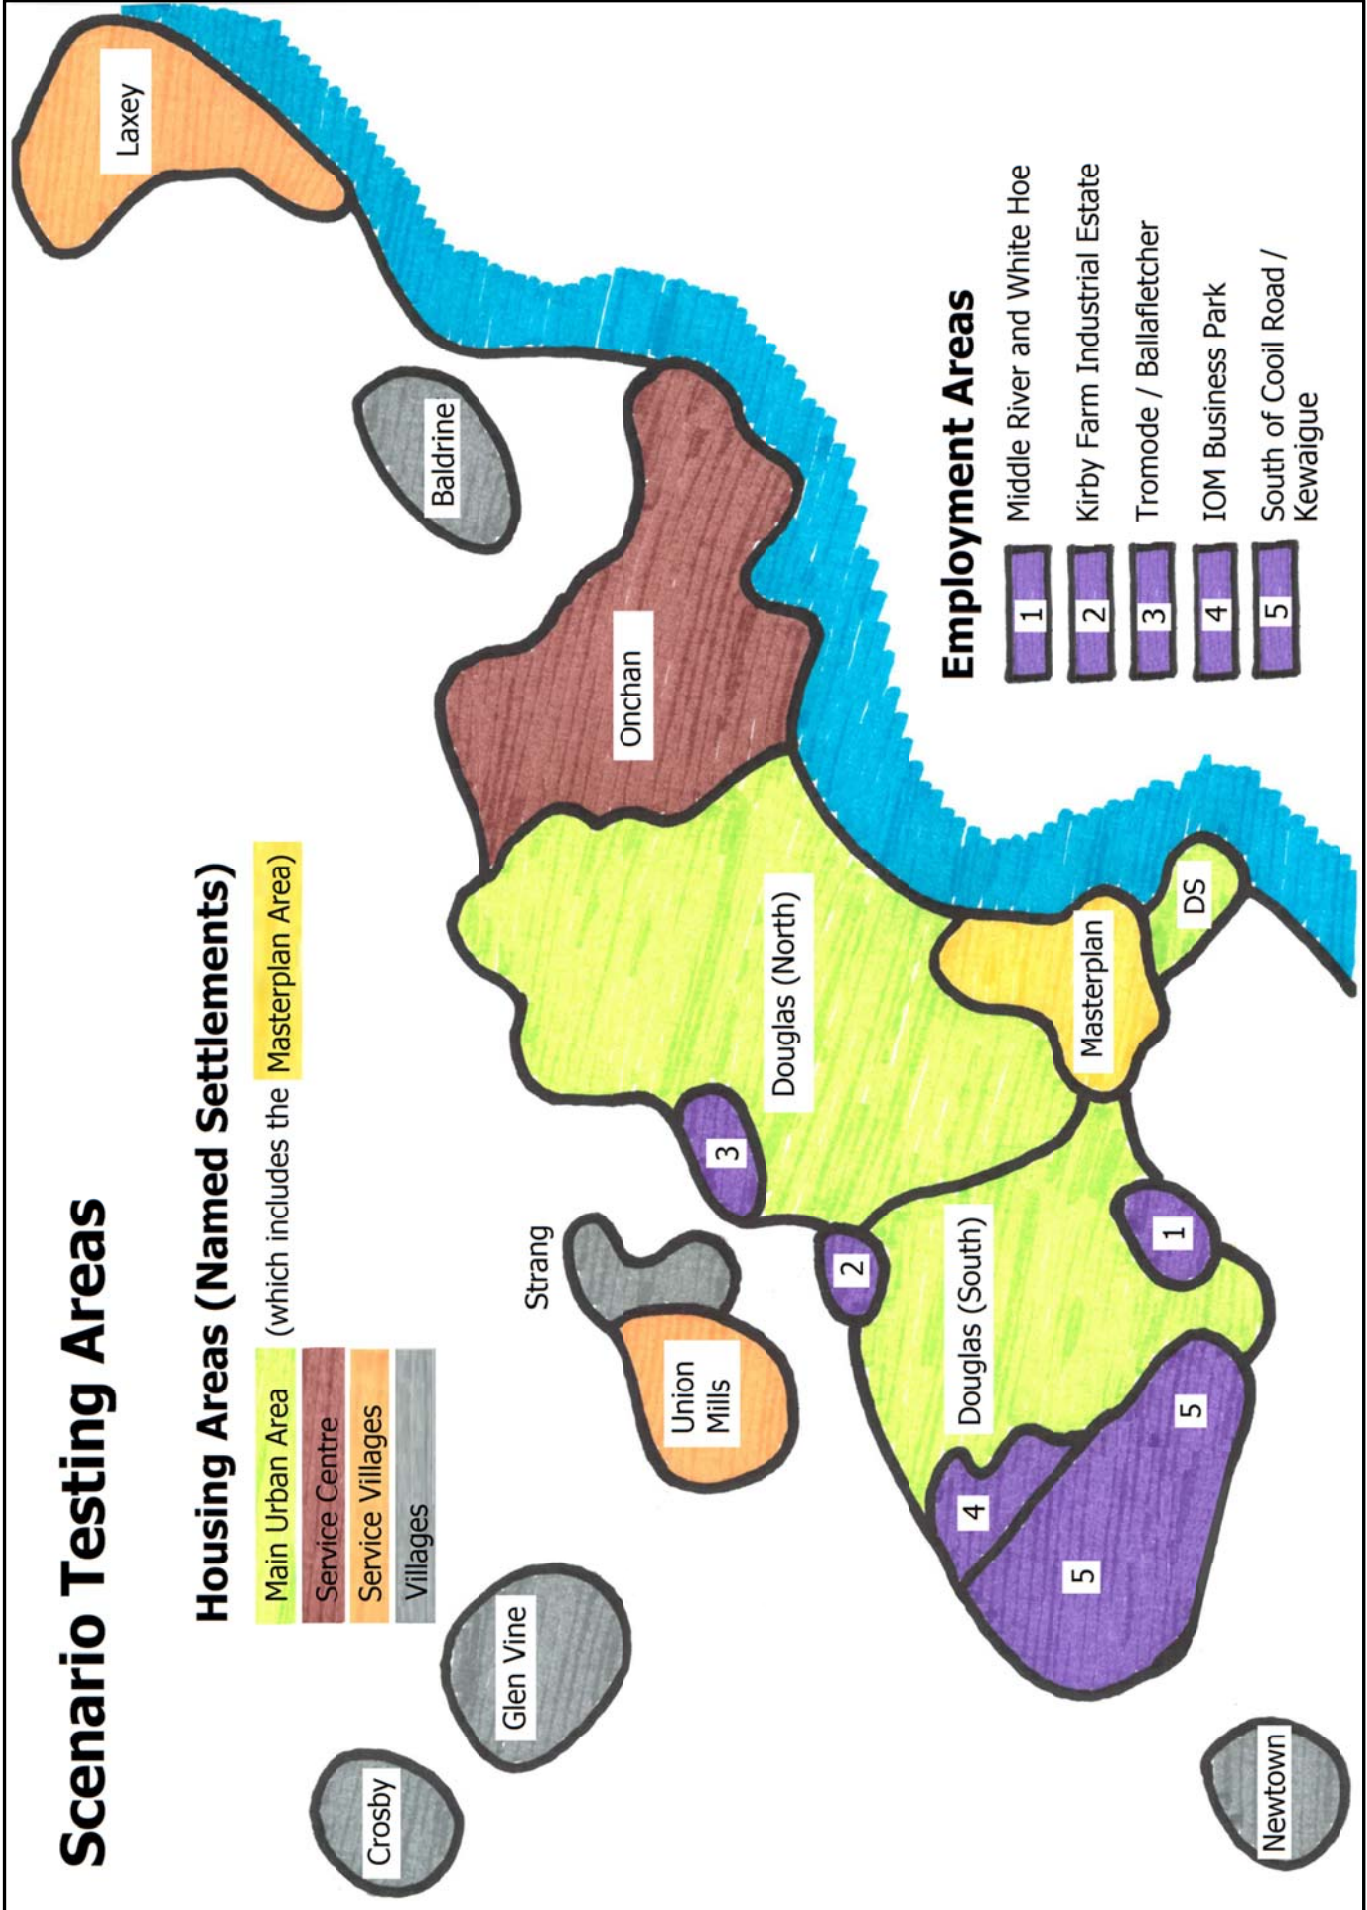 Scenario Testing Areas
Housing Areas (Named Settlements)
Main Urban Area (which includes the Masterplan Area)
Service Centre
Service Villages
Villages
Laxey
Baldrine
Crosby
Glen Vine
Strang
Onchan
Union
Mills
3
Douglas (North)
2
Douglas (South)
4
Masterplan
5
1
5
DS
Newtown
Employment Areas
1 Middle River and White Hoe
2 Kirby Farm Industrial Estate
3 Tromode / Ballafletcher
4 IOM Business Park
5 South of Cooil Road /
Kewaigue